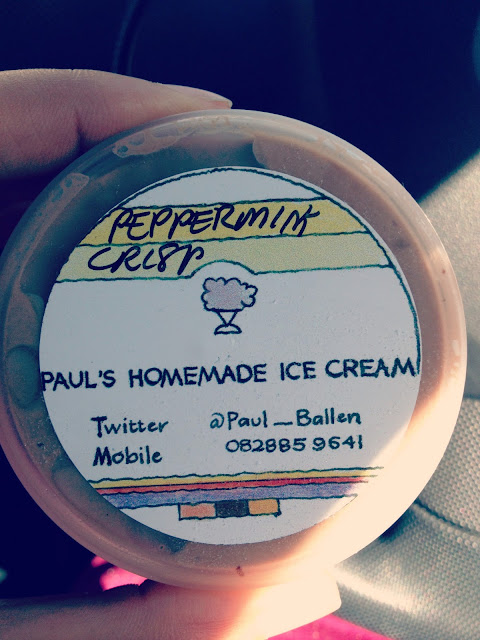 PEPPERMINT
CRISP
PAUL'S HOMEMADE ICE CREAM
Twitter @Paul_Ballen
Mobile 082885 9641